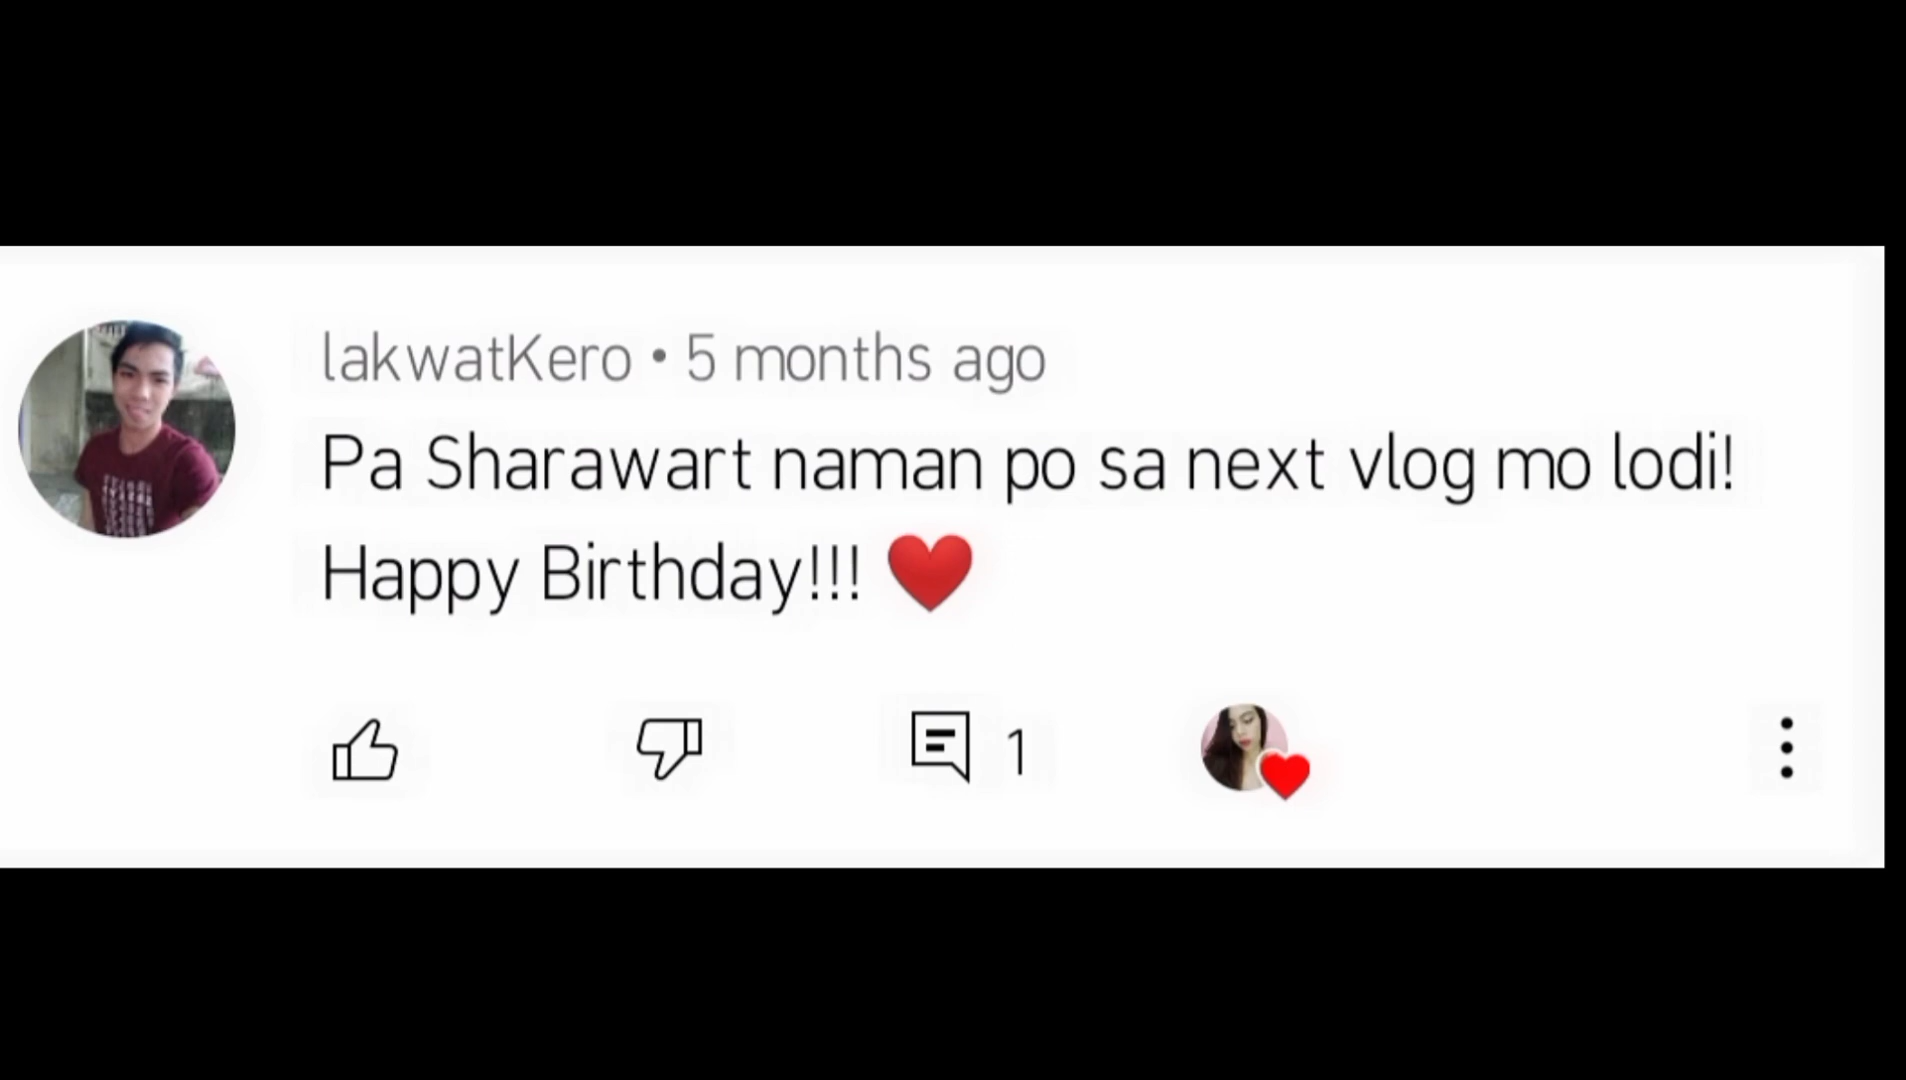 lakwatKero • 5 months ago
Pa Sharawart naman po sa next vlog mo lodi!
Happy Birthday!!! ❤️
1